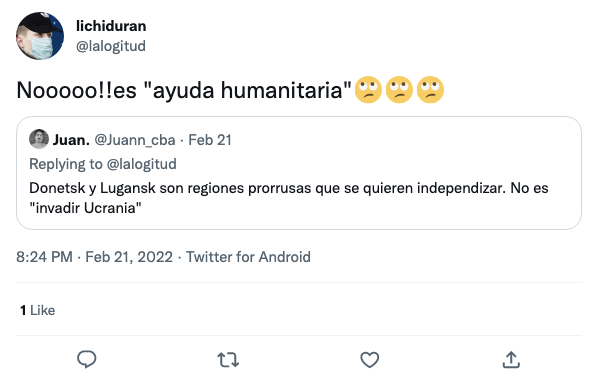 lichiduran
@lalogitud
Nooooo!!es "ayuda humanitaria"🙄🙄🙄
Juan. @Juann_cba · Feb 21
Replying to @lalogitud
Donetsk y Lugansk son regiones prorrusas que se quieren independizar. No es
"invadir Ucrania"
8:24 PM · Feb 21, 2022 · Twitter for Android
1 Like